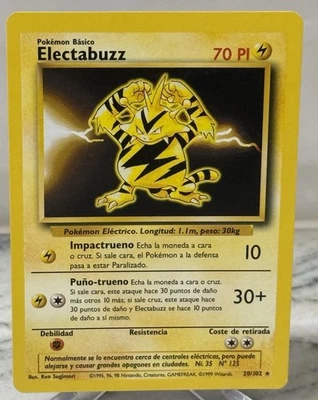 Pokémon Básico
Electabuzz 70 PI
Pokémon Eléctrico. Longitud: 1.1m, peso: 30kg
Impactrueno Echa la moneda a cara
o cruz. Si sale cara, el Pokémon a la defensa
pasa a estar Paralizado. 10
Puño-trueno Echa la moneda a cara o
cruz. Si sale cara, este ataque hace 30 puntos de daño
más otros 10 más; si sale cruz, este ataque hace 30
puntos de daño y Electabuzz se hace 10 puntos a sí mismo. 30+
Debilidad Resistencia Coste de retirada
Normalmente se lo encuentra cerca de centrales eléctricas, pero puede
alejarse y causar grandes apagones en ciudades. Nl. 35 N° 125
Ilus. Ken Sugimori ©1995, 96, 98 Nintendo, Creatures, GAMEFREAK. ©1999 Wizards. 20/102